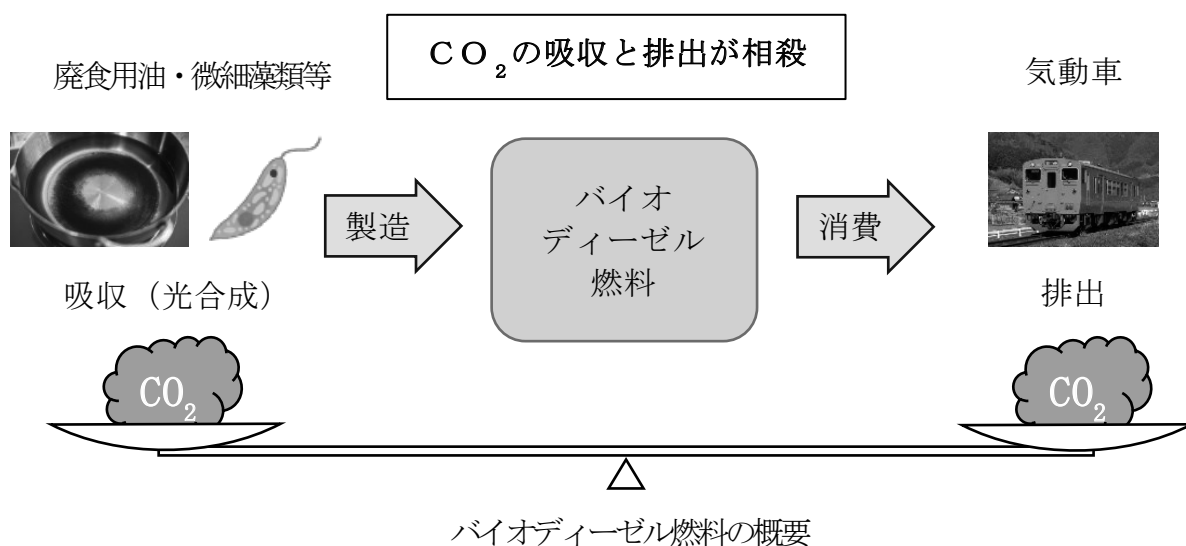 CO₂の吸収と排出が相殺
廃食用油・微細藻類等
気動車
製造
バイオ
ディーゼル
燃料
消費
吸収（光合成）
排出
CO₂
CO₂
バイオディーゼル燃料の概要